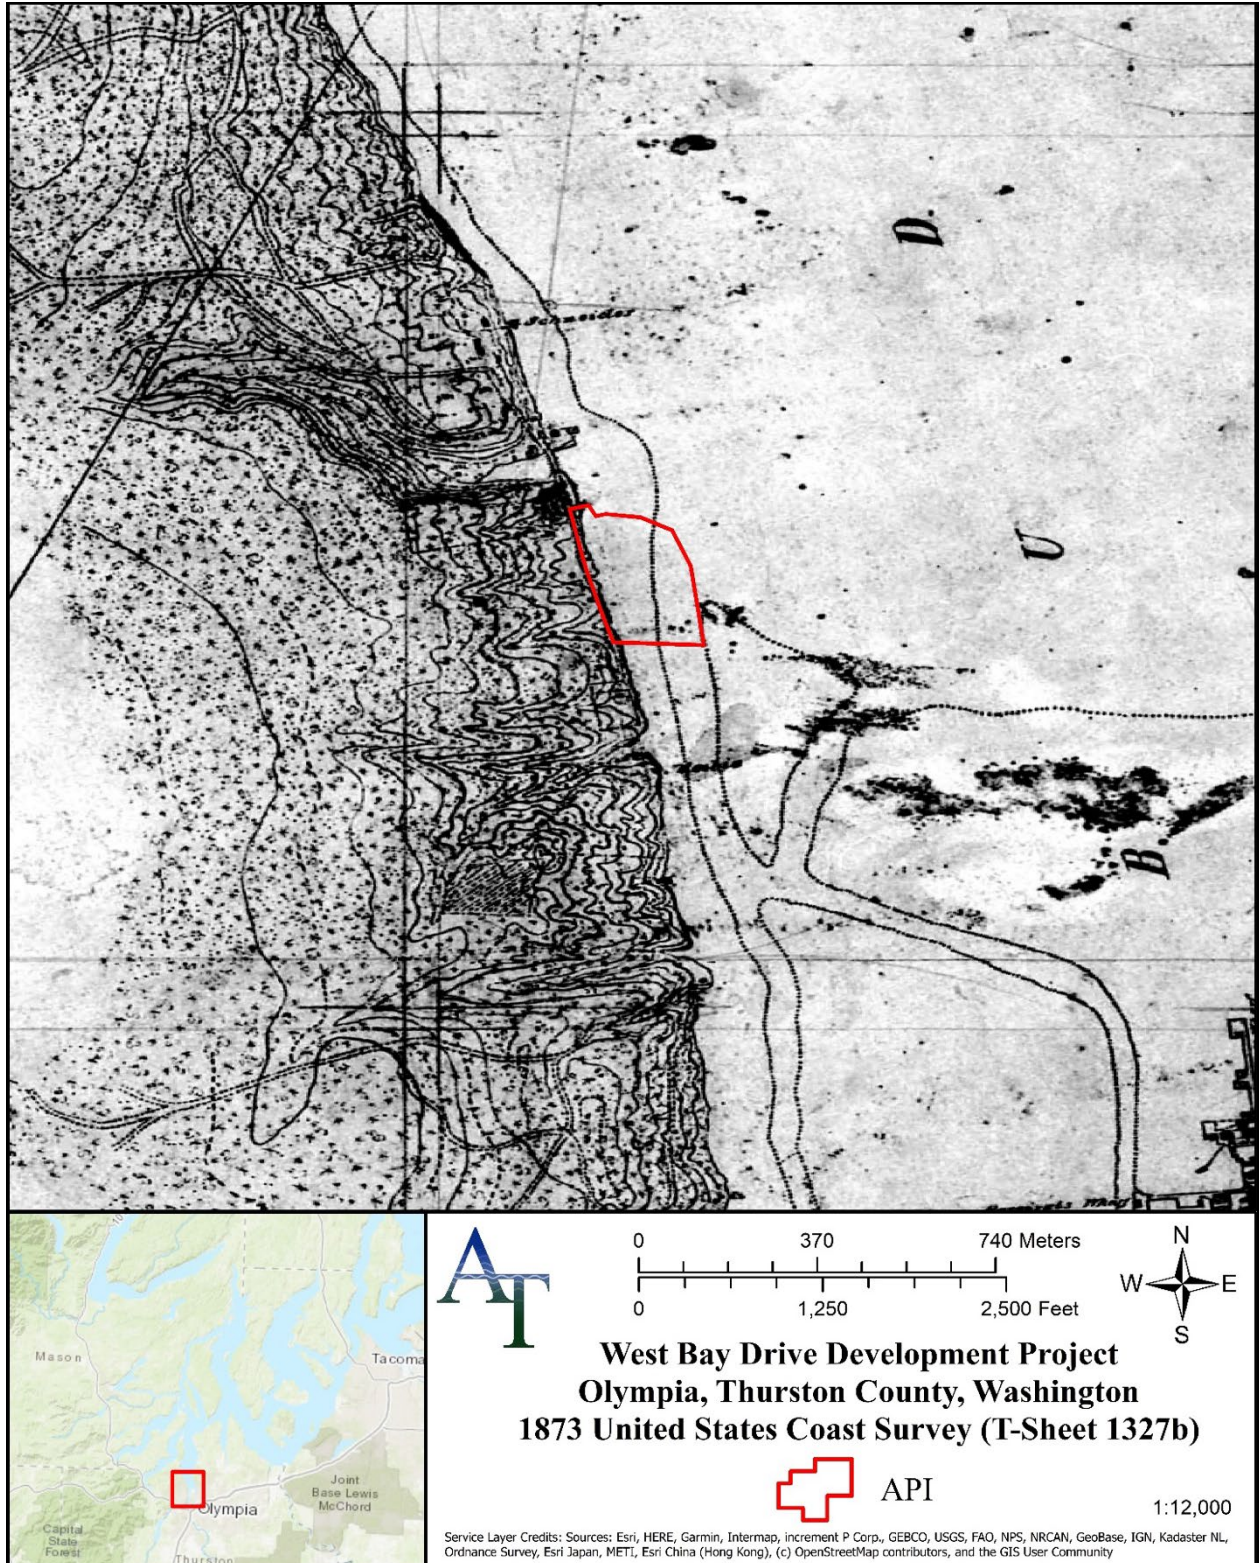 D.
Schneider
U
B
10
Mason
Tacoma
Olympia
Joint
Base Lewis
McChord
Capital
State
Forest
Thurston
AT
0 370 740 Meters
0 1,250 2,500 Feet
N
W E
S
West Bay Drive Development Project
Olympia, Thurston County, Washington
1873 United States Coast Survey (T-Sheet 1327b)
API
1:12,000
Service Layer Credits: Sources: Esri, HERE, Garmin, Intermap, increment P Corp., GEBCO, USGS, FAO, NPS, NRCAN, GeoBase, IGN, Kadaster NL,
Ordnance Survey, Esri Japan, METI, Esri China (Hong Kong), (c) OpenStreetMap contributors, and the GIS User Community